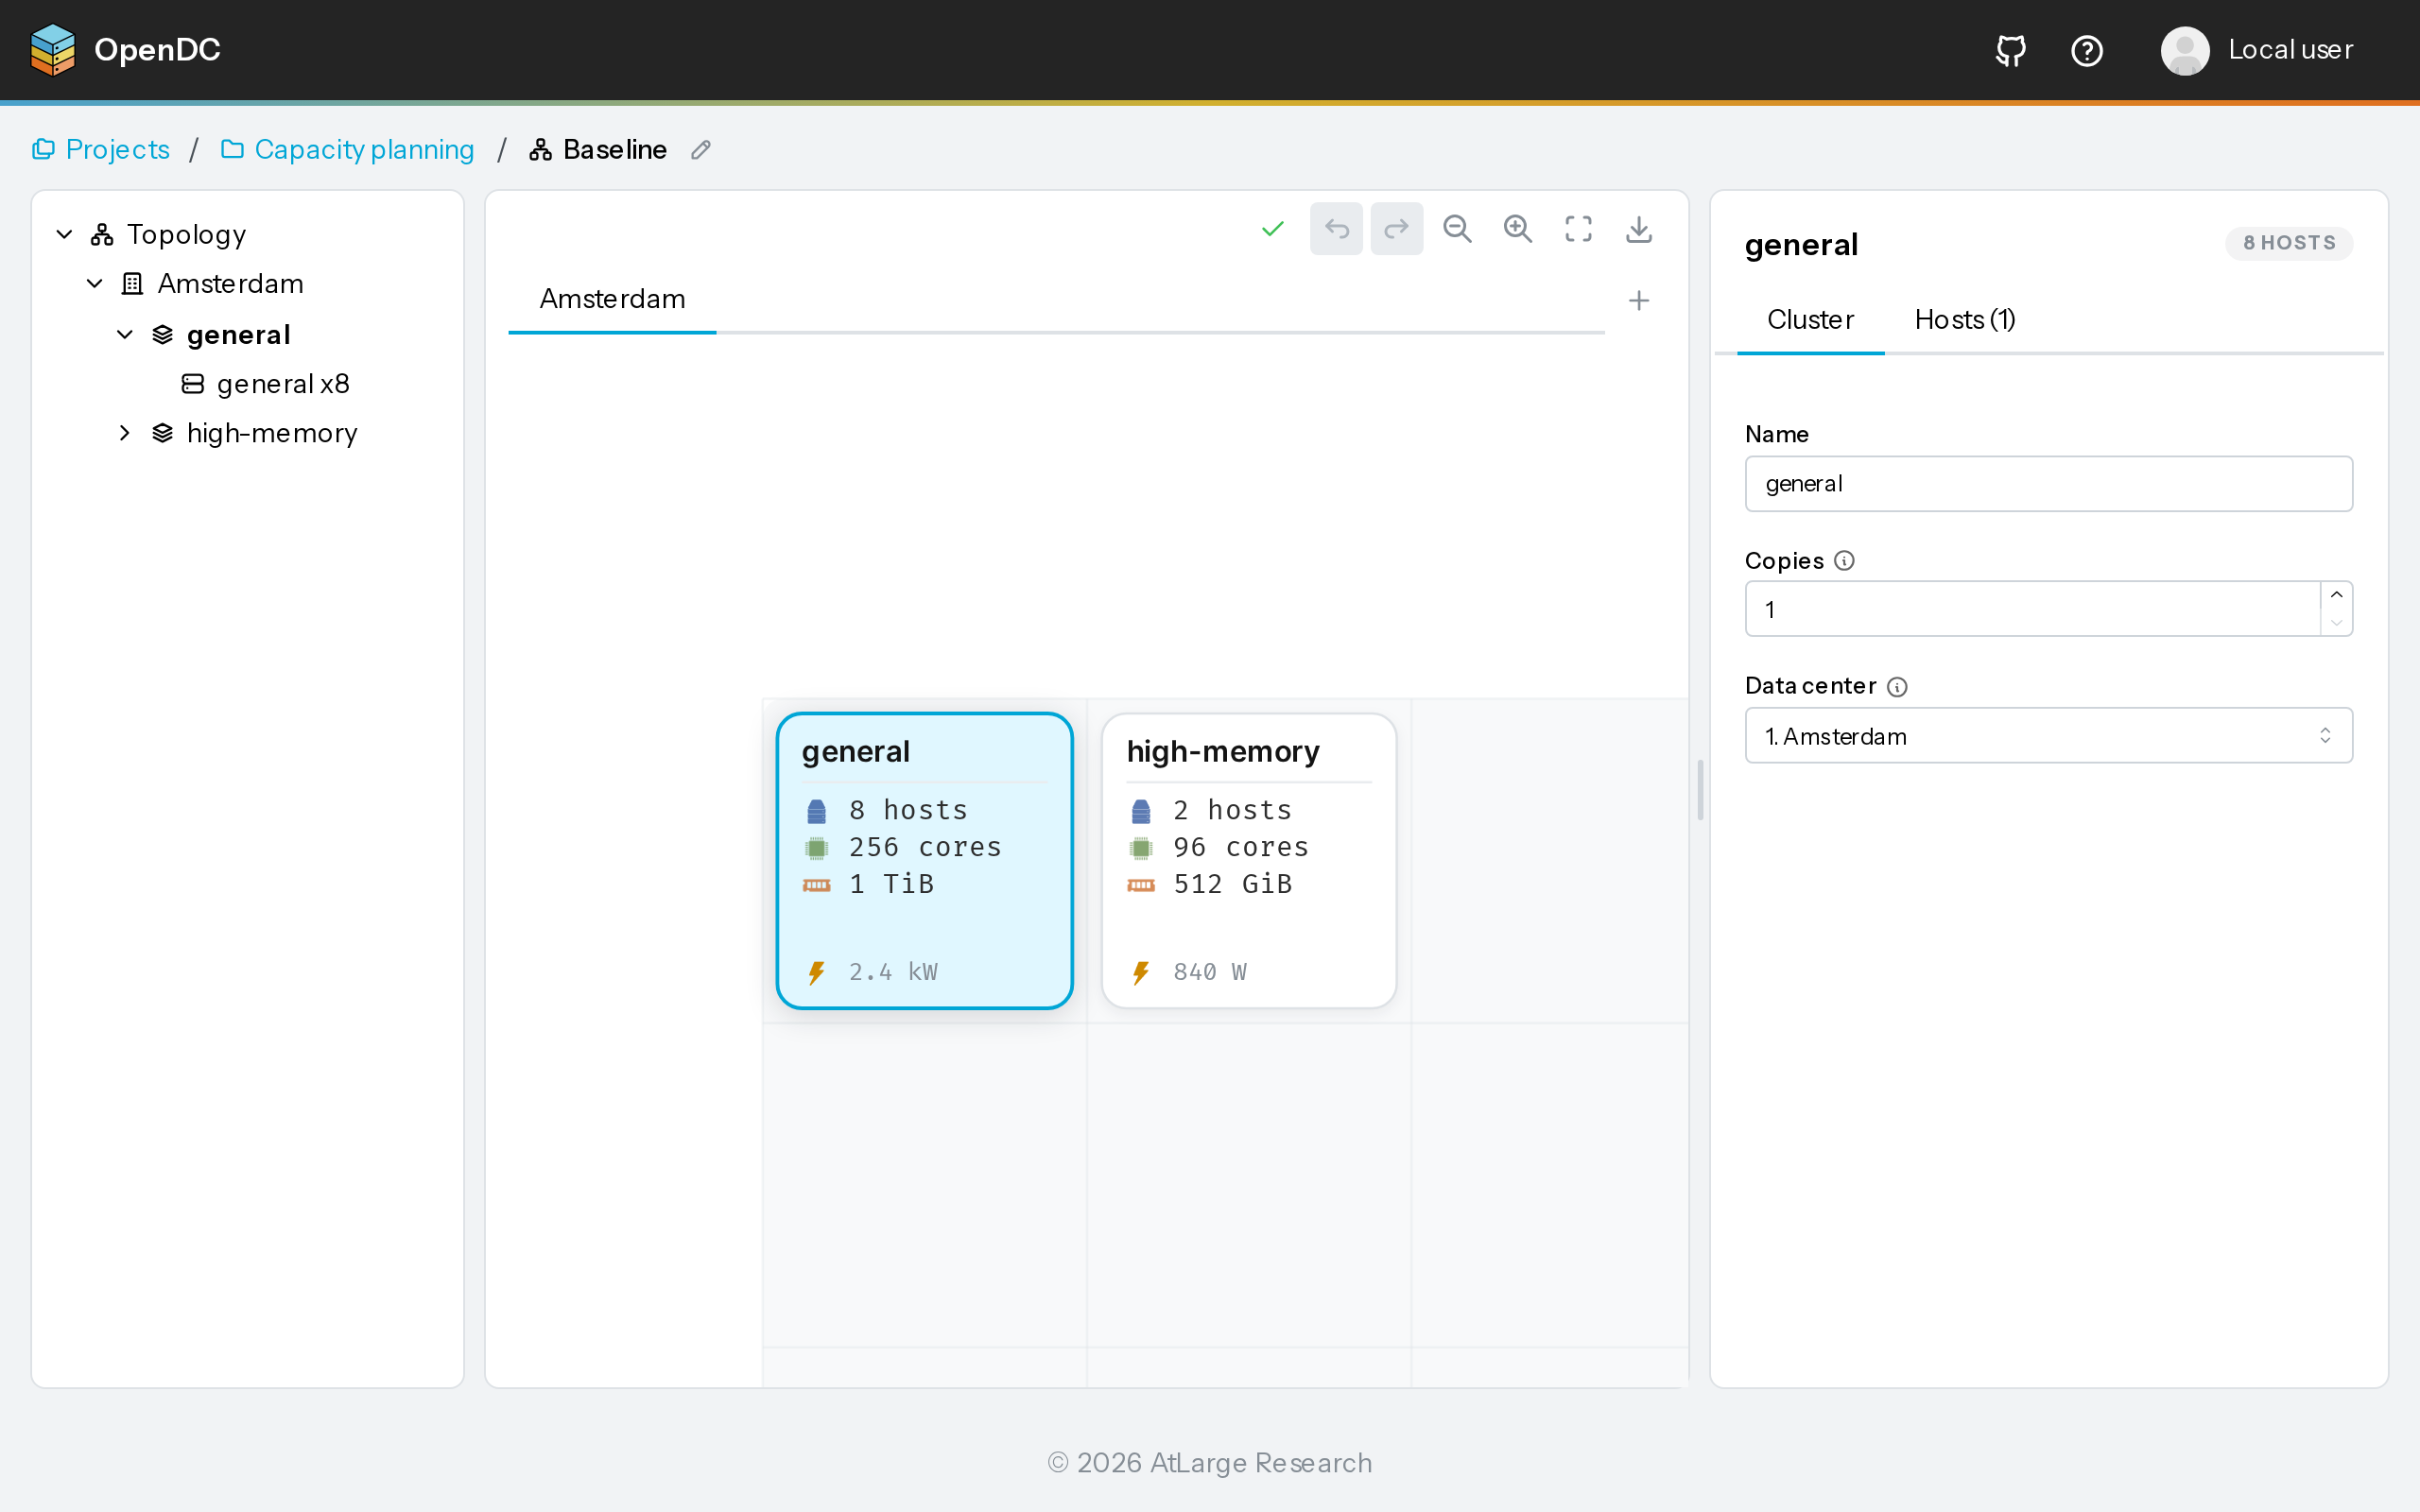 OpenDC
Local user
Projects / Capacity planning / Baseline
Topology
Amsterdam
general
general x8
high-memory
Amsterdam
general
8 hosts
256 cores
1 TiB
2.4 kW
high-memory
2 hosts
96 cores
512 GiB
840 W
general
8 HOSTS
Cluster
Hosts (1)
Name
general
Copies
1
Data center
1. Amsterdam
© 2026 AtLarge Research